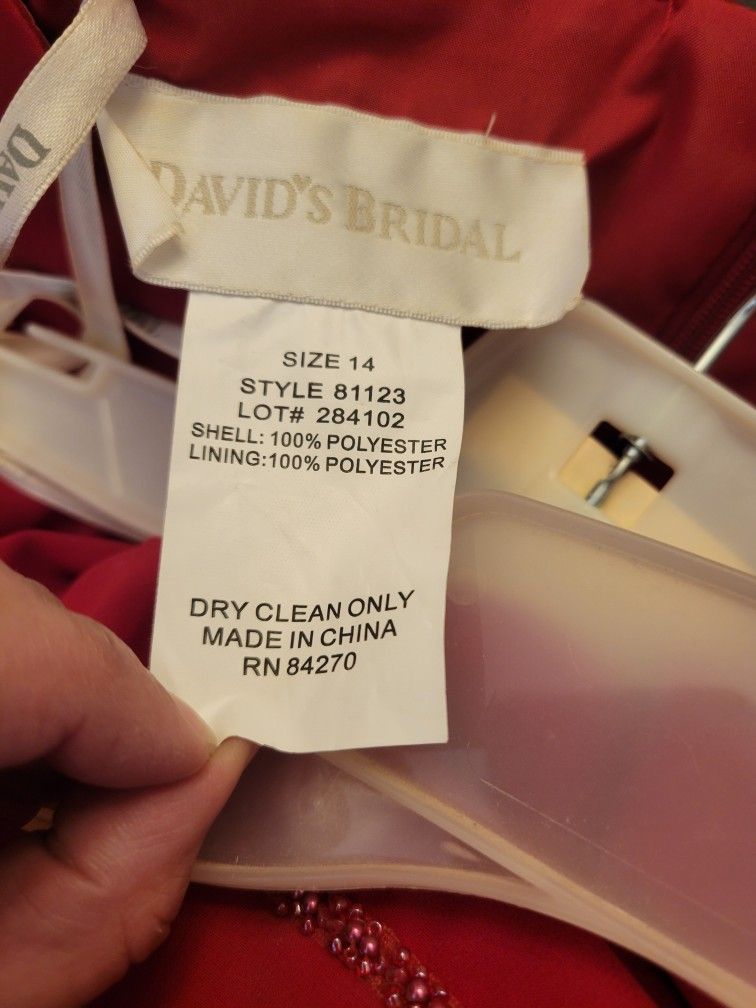 DAVID'S BRIDAL
SIZE 14
STYLE 81123
LOT# 284102
SHELL: 100% POLYESTER
LINING:100% POLYESTER
DRY CLEAN ONLY
MADE IN CHINA
RN 84270